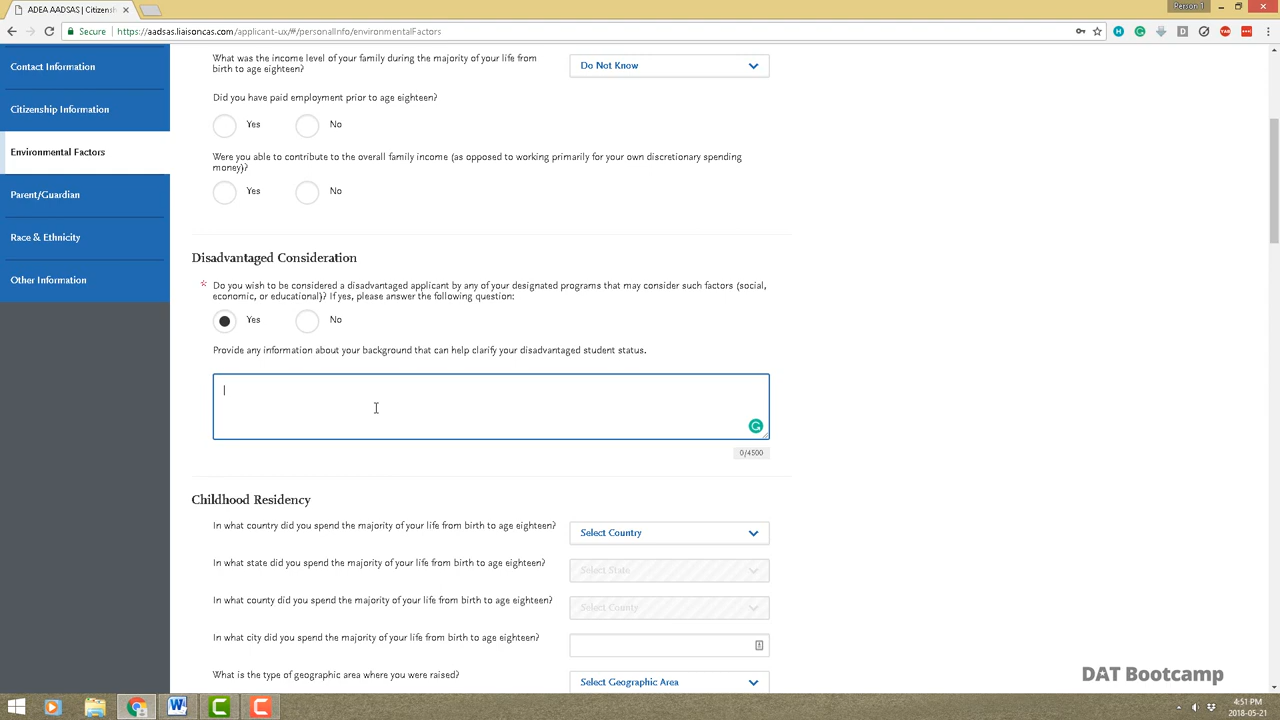 ADEA AADSAS | Citizensh
Person 1
Secure
https://aadsas.liaisoncas.com/applicant-ux/#/personalInfo/environmentalFactors
Contact Information
Citizenship Information
Environmental Factors
Parent/Guardian
Race & Ethnicity
Other Information
What was the income level of your family during the majority of your life from
birth to age eighteen?
Do Not Know
Did you have paid employment prior to age eighteen?
Yes
No
Were you able to contribute to the overall family income (as opposed to working primarily for your own discretionary spending
money)?
Yes
No
Disadvantaged Consideration
* Do you wish to be considered a disadvantaged applicant by any of your designated programs that may consider such factors (social,
economic, or educational)? If yes, please answer the following question:
Yes
No
Provide any information about your background that can help clarify your disadvantaged student status.
0/4500
Childhood Residency
In what country did you spend the majority of your life from birth to age eighteen?
Select Country
In what state did you spend the majority of your life from birth to age eighteen?
Select State
In what county did you spend the majority of your life from birth to age eighteen?
Select County
In what city did you spend the majority of your life from birth to age eighteen?
What is the type of geographic area where you were raised?
Select Geographic Area
DAT Bootcamp
4:51 PM
2018-05-21